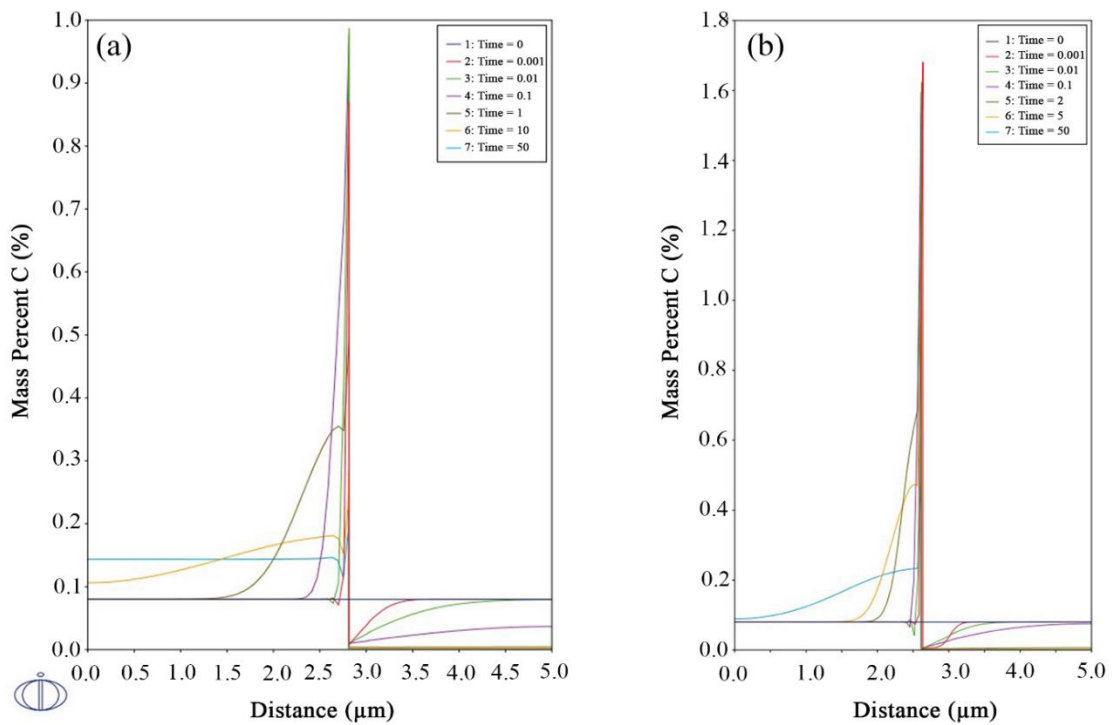 (a)
1: Time = 0
2: Time = 0.001
3: Time = 0.01
4: Time = 0.1
5: Time = 1
6: Time = 10
7: Time = 50
Mass Percent C (%)
1.0
0.9
0.8
0.7
0.6
0.5
0.4
0.3
0.2
0.1
0.0
0.0 0.5 1.0 1.5 2.0 2.5 3.0 3.5 4.0 4.5 5.0
Distance (µm)
(b)
1: Time = 0
2: Time = 0.001
3: Time = 0.01
4: Time = 0.1
5: Time = 2
6: Time = 5
7: Time = 50
Mass Percent C (%)
1.8
1.6
1.4
1.2
1.0
0.8
0.6
0.4
0.2
0.0
0.0 1.0 2.0 3.0 4.0 5.0
Distance (µm)